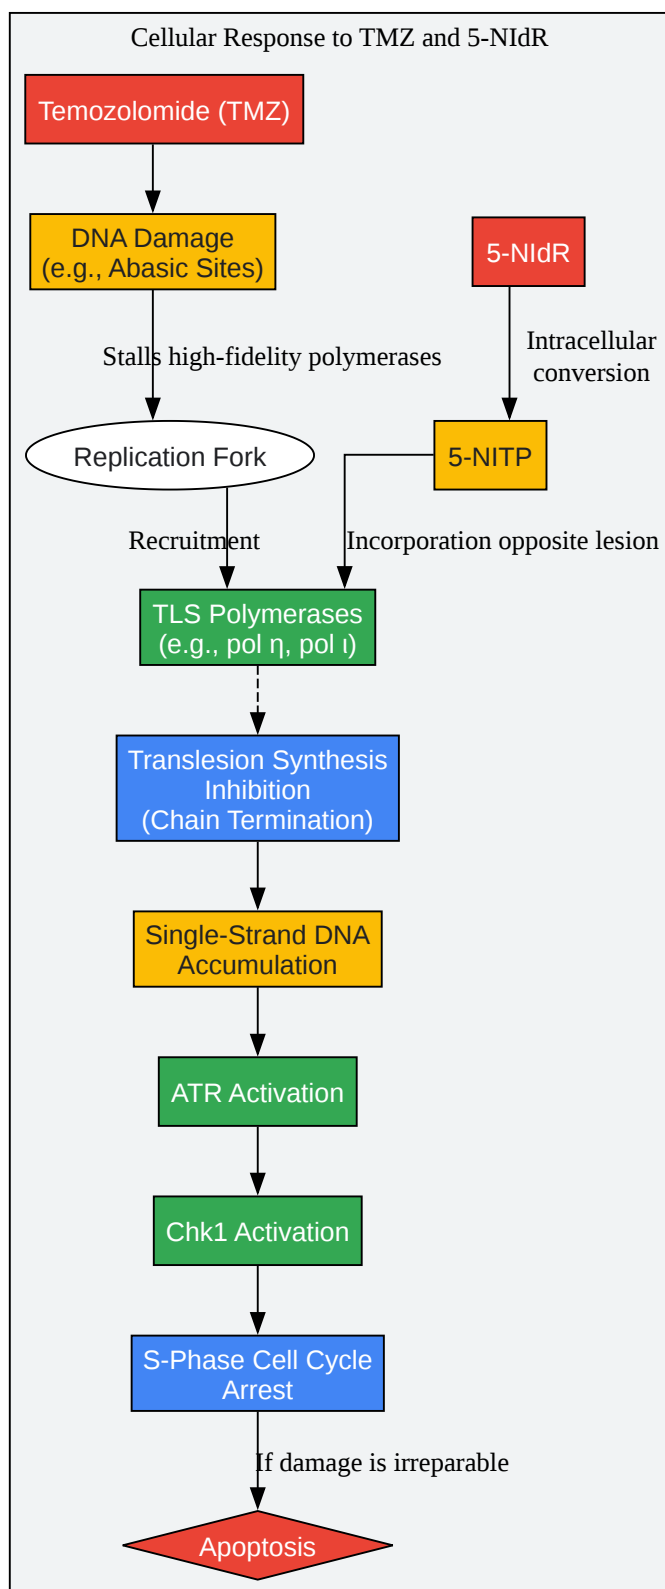 Cellular Response to TMZ and 5-NIdR
Temozolomide (TMZ)
DNA Damage
(e.g., Abasic Sites)
5-NIdR
Stalls high-fidelity polymerases
Intracellular
conversion
Replication Fork
5-NITP
Recruitment
Incorporation opposite lesion
TLS Polymerases
(e.g., pol η, pol ι)
Translesion Synthesis
Inhibition
(Chain Termination)
Single-Strand DNA
Accumulation
ATR Activation
Chk1 Activation
S-Phase Cell Cycle
Arrest
If damage is irreparable
Apoptosis